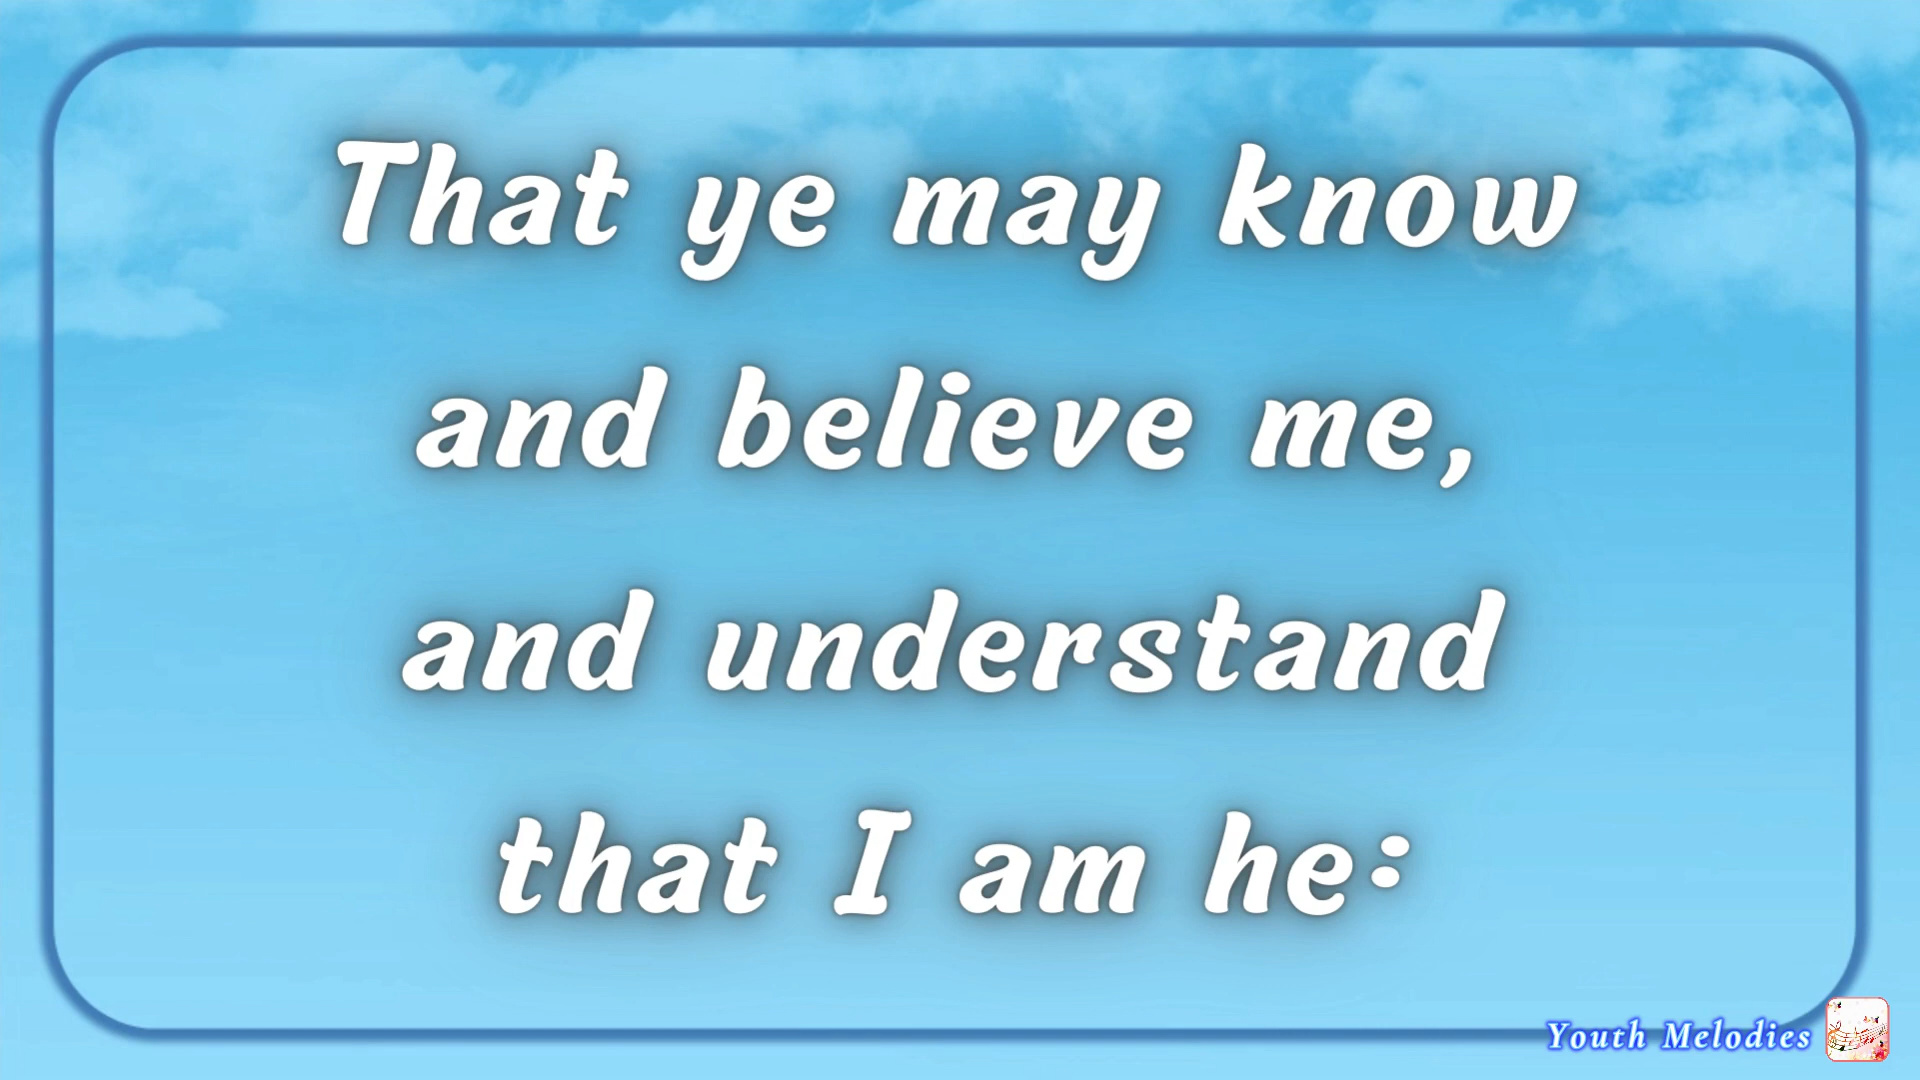 That ye may know
and believe me,
and understand
that I am he:
Youth Melodies